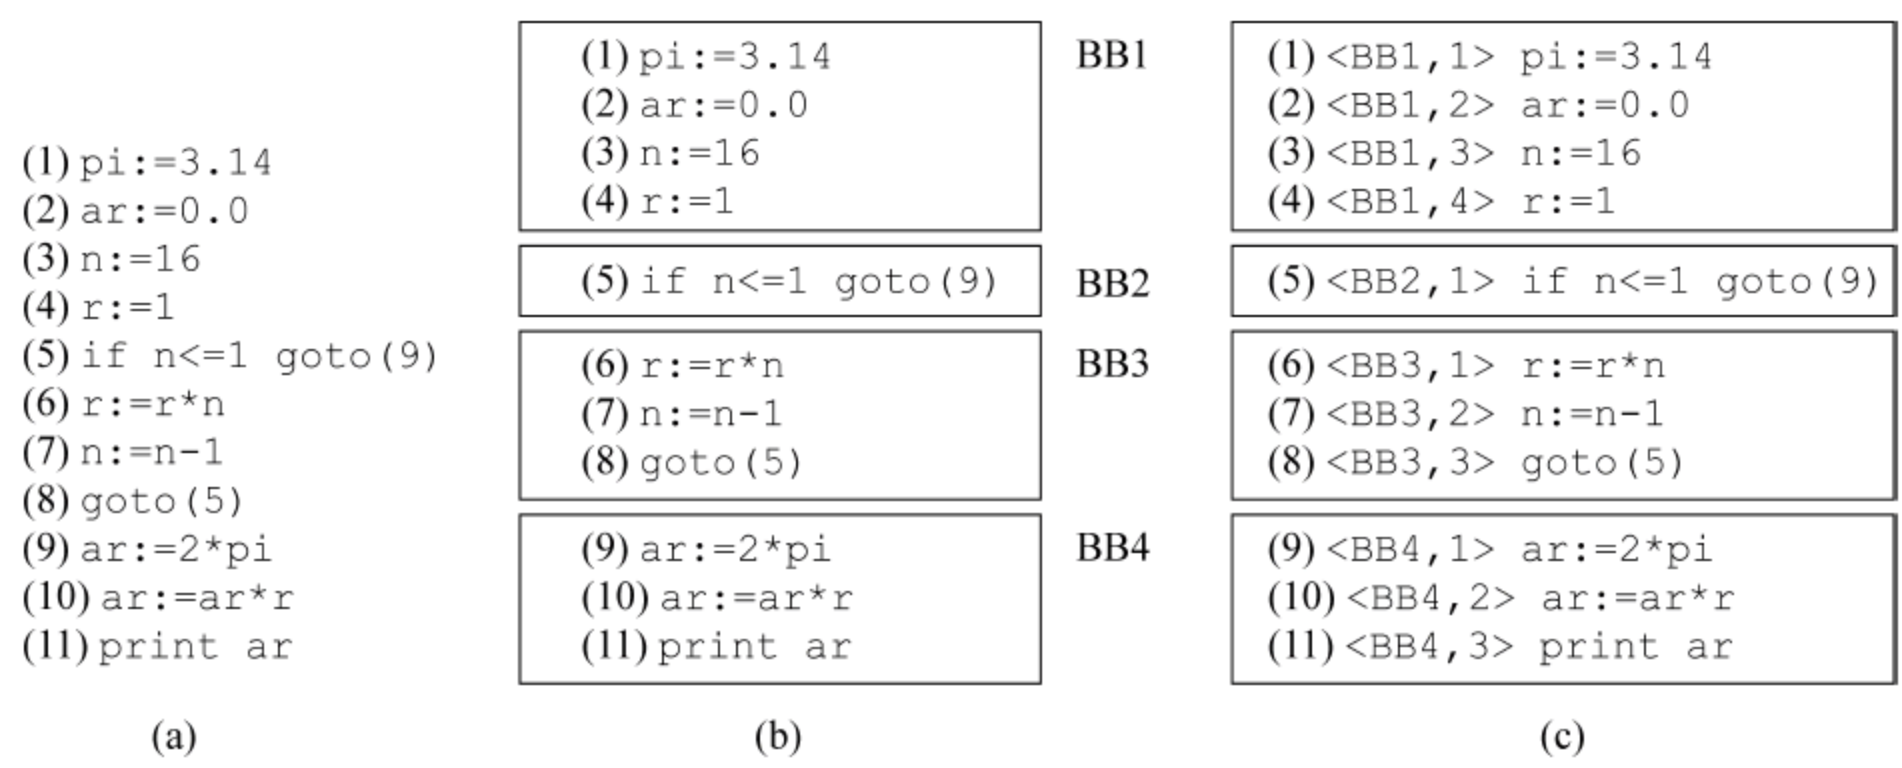 (1) pi:=3.14
(2) ar:=0.0
(3) n:=16
(4) r:=1
(5) if n<=1 goto(9)
(6) r:=r*n
(7) n:=n-1
(8) goto(5)
(9) ar:=2*pi
(10) ar:=ar*r
(11) print ar
(a)
(1) pi:=3.14
(2) ar:=0.0
(3) n:=16
(4) r:=1
(5) if n<=1 goto(9)
(6) r:=r*n
(7) n:=n-1
(8) goto(5)
(9) ar:=2*pi
(10) ar:=ar*r
(11) print ar
(b)
BB1
BB2
BB3
BB4
(1) <BB1,1> pi:=3.14
(2) <BB1,2> ar:=0.0
(3) <BB1,3> n:=16
(4) <BB1,4> r:=1
(5) <BB2,1> if n<=1 goto(9)
(6) <BB3,1> r:=r*n
(7) <BB3,2> n:=n-1
(8) <BB3,3> goto(5)
(9) <BB4,1> ar:=2*pi
(10) <BB4,2> ar:=ar*r
(11) <BB4,3> print ar
(c)